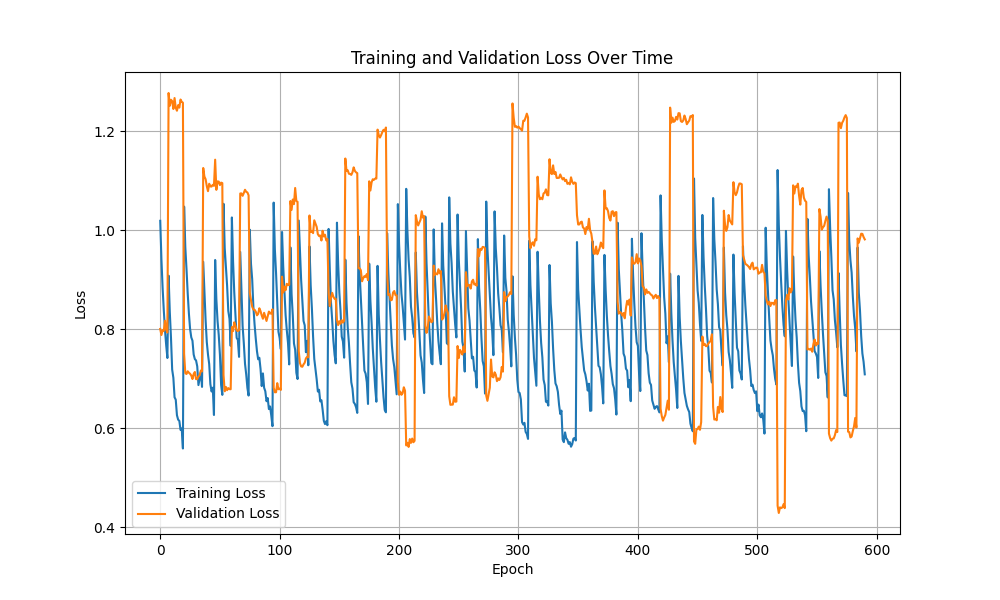 Training and Validation Loss Over Time
Loss
1.2
1.0
0.8
0.6
0.4
Training Loss
Validation Loss
0 100 200 300 400 500 600
Epoch